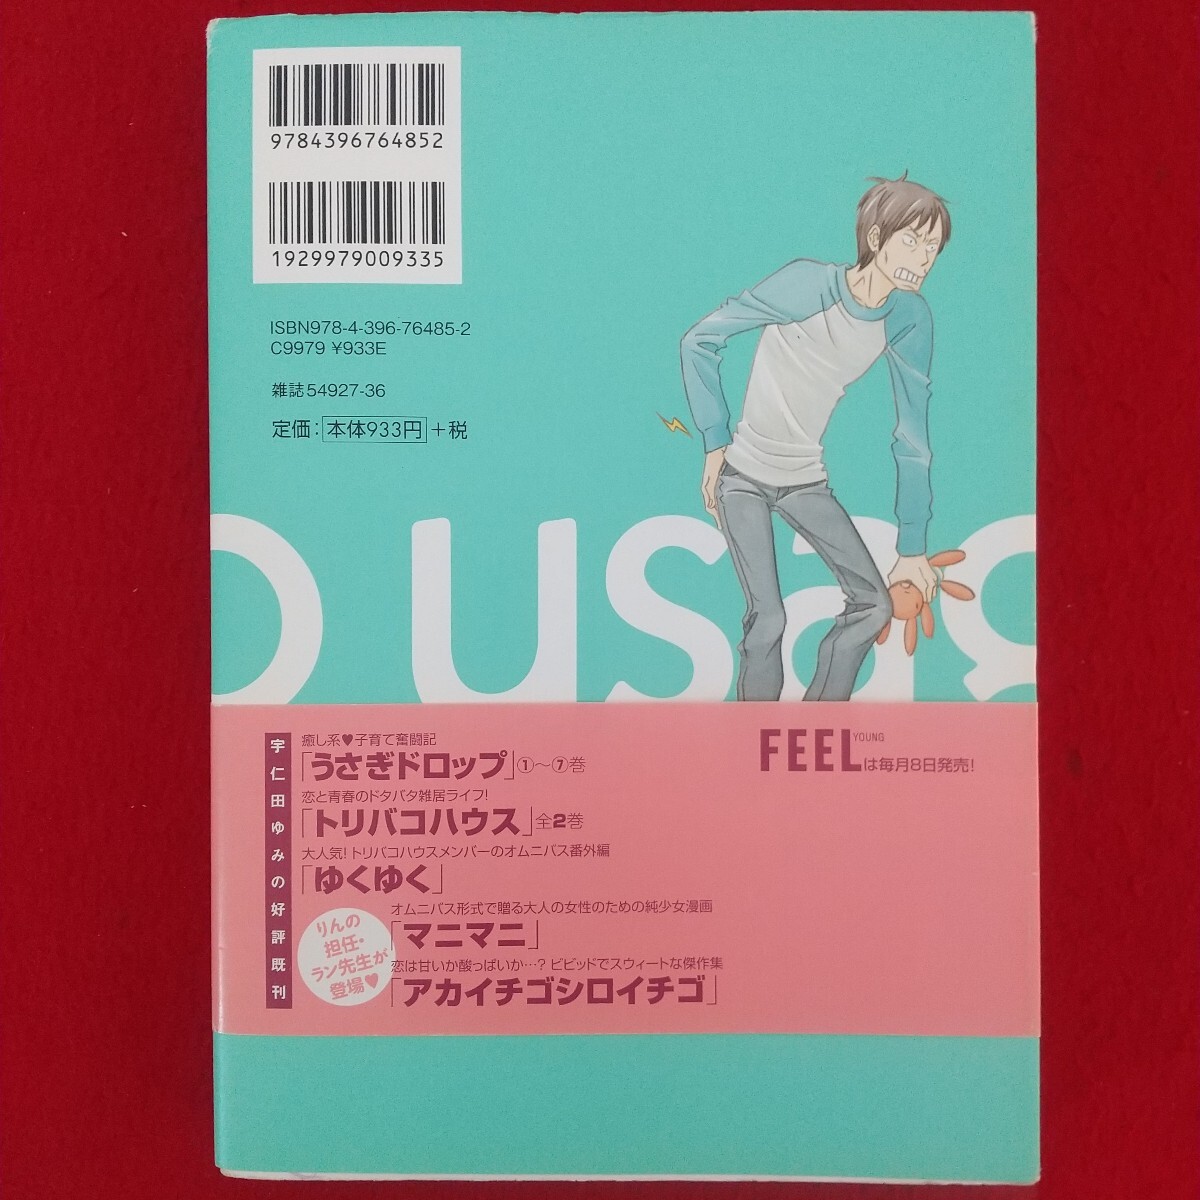 9784396764852
1929979009335
ISBN978-4-396-76485-2
C9979 ¥933E
雑誌54927-36
定価：本体933円＋税
o usag
宇仁田ゆみの好評既刊
癒し系♥子育て奮闘記
「うさぎドロップ」①～⑦巻
恋と青春のドタバタ雑居ライフ！
「トリバコハウス」全2巻
大人気！トリバコハウスメンバーのオムニバス番外編
「ゆくゆく」
オムニバス形式で贈る大人の女性のための純少女漫画
「マニマニ」
恋は甘いか酸っぱいか…？ビビッドでスウィートな傑作集
「アカイチゴシロイチゴ」
りんの
担任・
ラン先生が
登場♥
FEEL YOUNGは毎月8日発売！